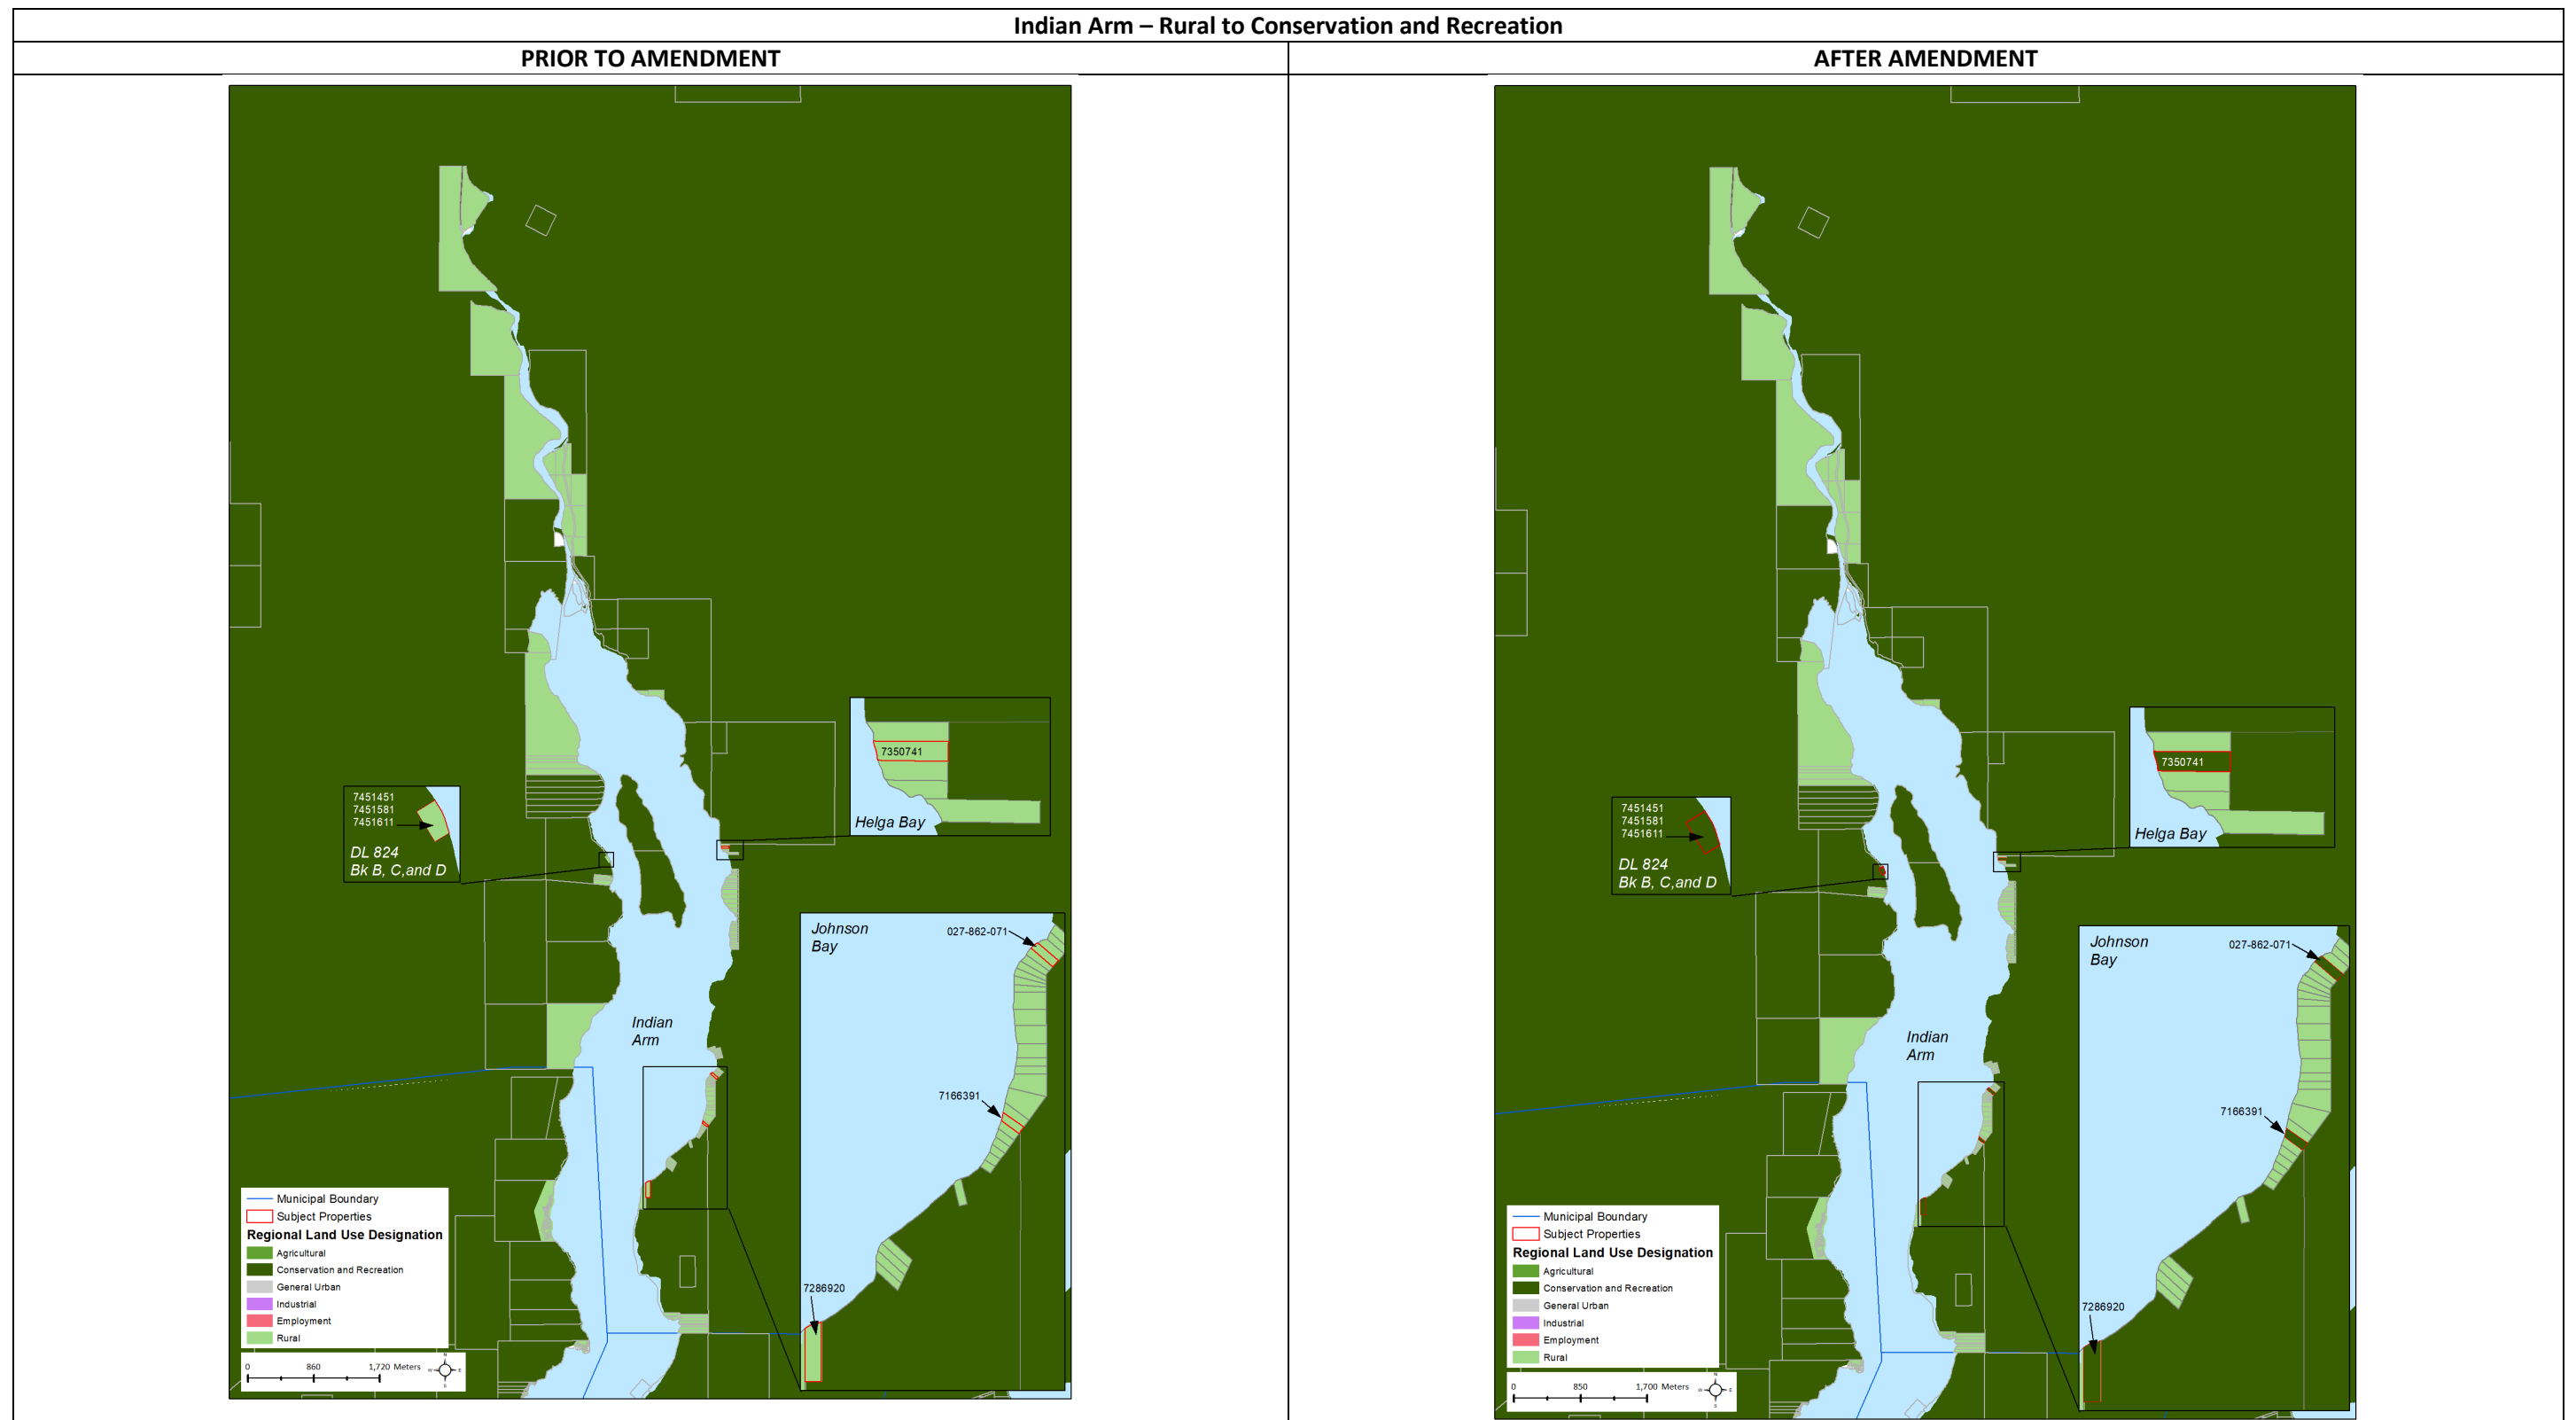 Indian Arm – Rural to Conservation and Recreation
PRIOR TO AMENDMENT
7350741
Helga Bay
7451451
7451581
7451611
DL 824
Bk B, C,and D
Johnson
Bay
027-862-071
Indian
Arm
7166391
7286920
Municipal Boundary
Subject Properties
Regional Land Use Designation
Agricultural
Conservation and Recreation
General Urban
Industrial
Employment
Rural
0 860 1,720 Meters
N
W E
S
AFTER AMENDMENT
7350741
Helga Bay
7451451
7451581
7451611
DL 824
Bk B, C,and D
Johnson
Bay
027-862-071
Indian
Arm
7166391
7286920
Municipal Boundary
Subject Properties
Regional Land Use Designation
Agricultural
Conservation and Recreation
General Urban
Industrial
Employment
Rural
0 850 1,700 Meters
N
W E
S